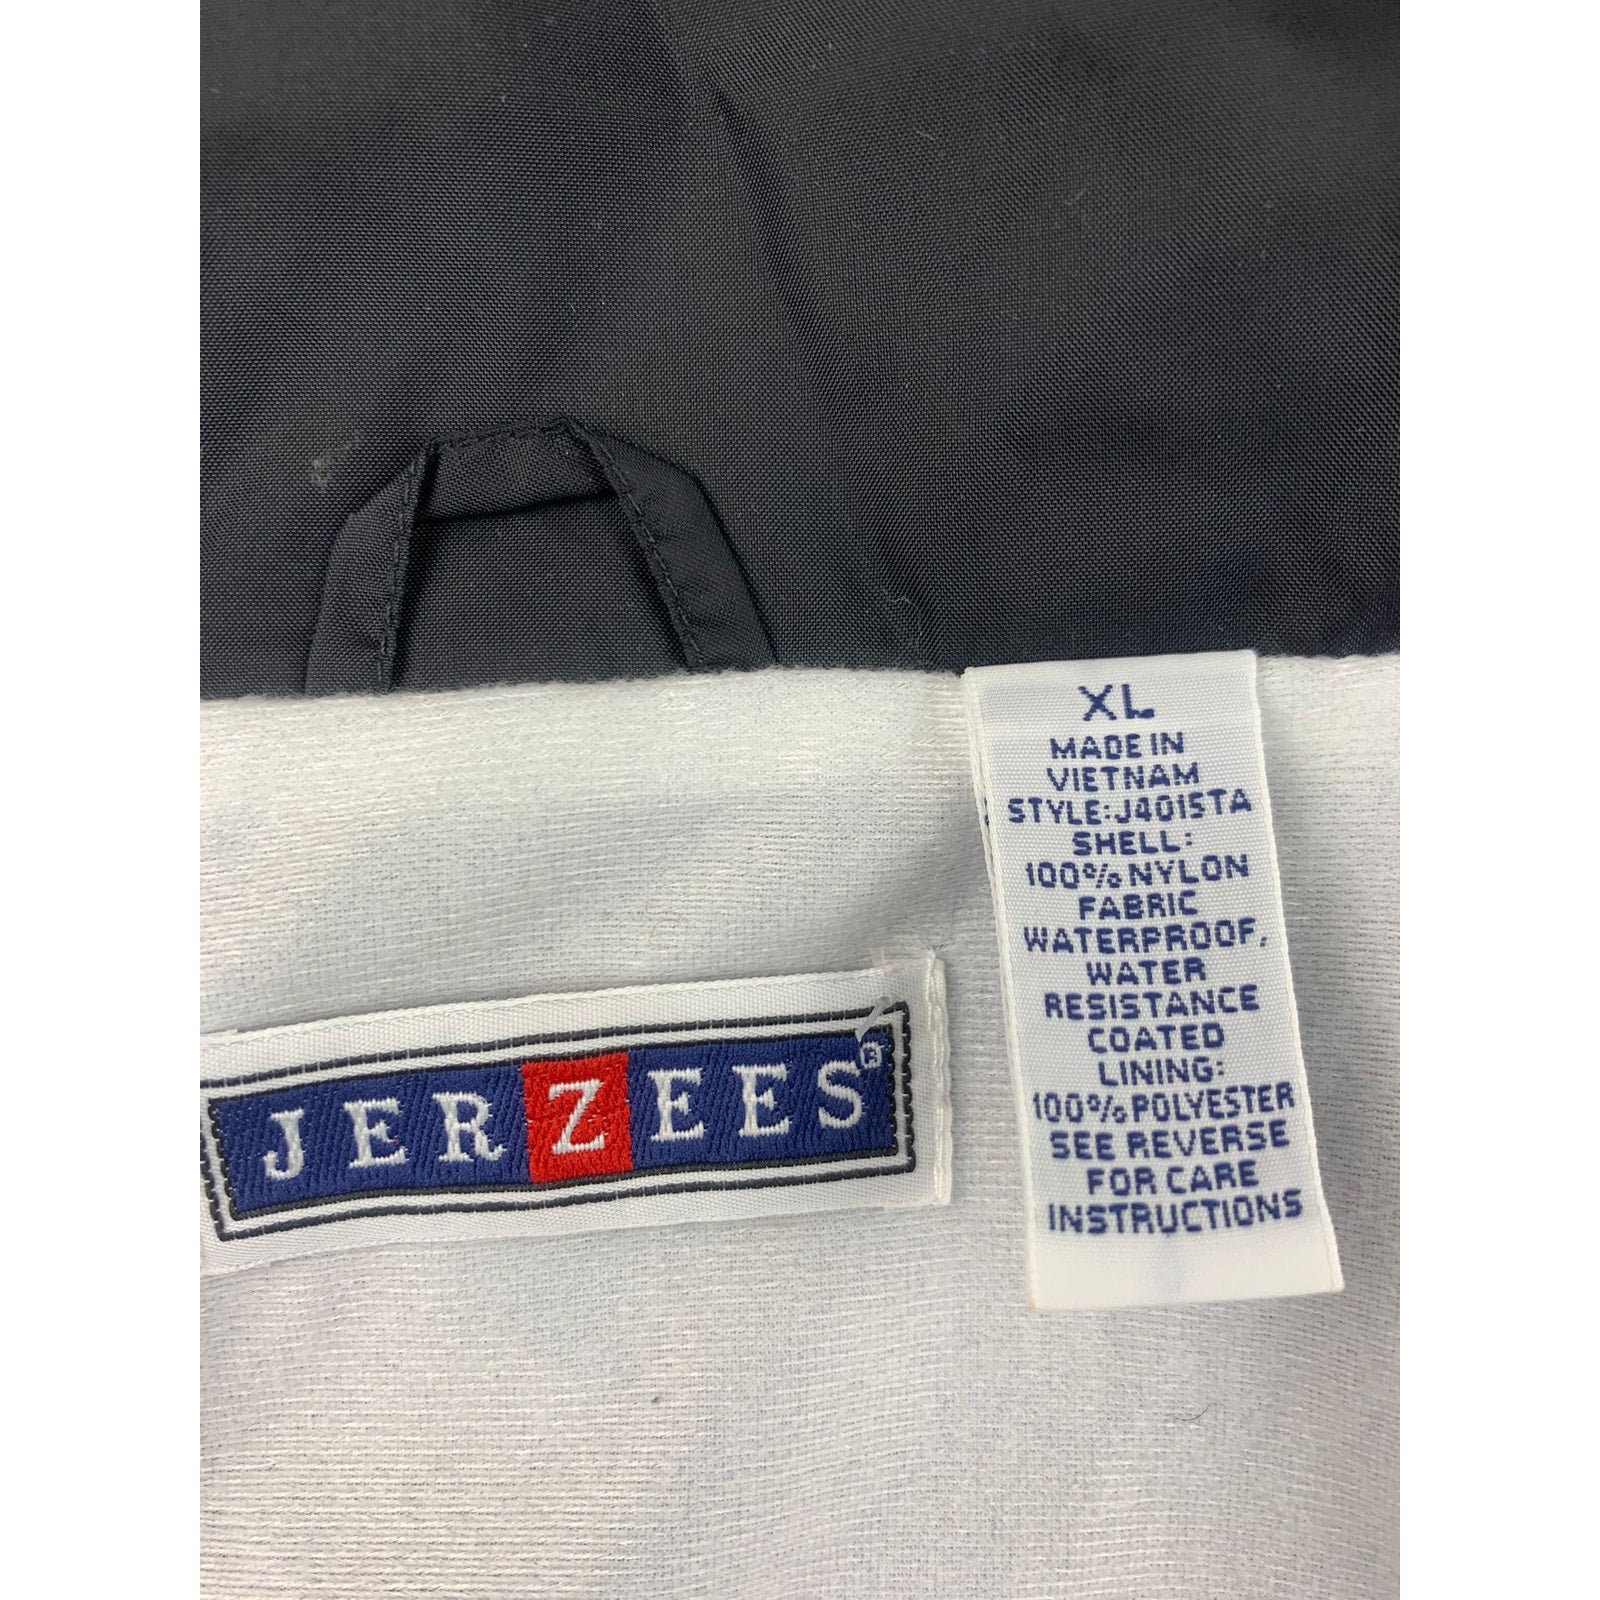 XL
MADE IN
VIETNAM
STYLE:J4015TA
SHELL:
100% NYLON
FABRIC
WATERPROOF,
WATER
RESISTANCE
COATED
LINING:
100% POLYESTER
SEE REVERSE
FOR CARE
INSTRUCTIONS
JERZEES®